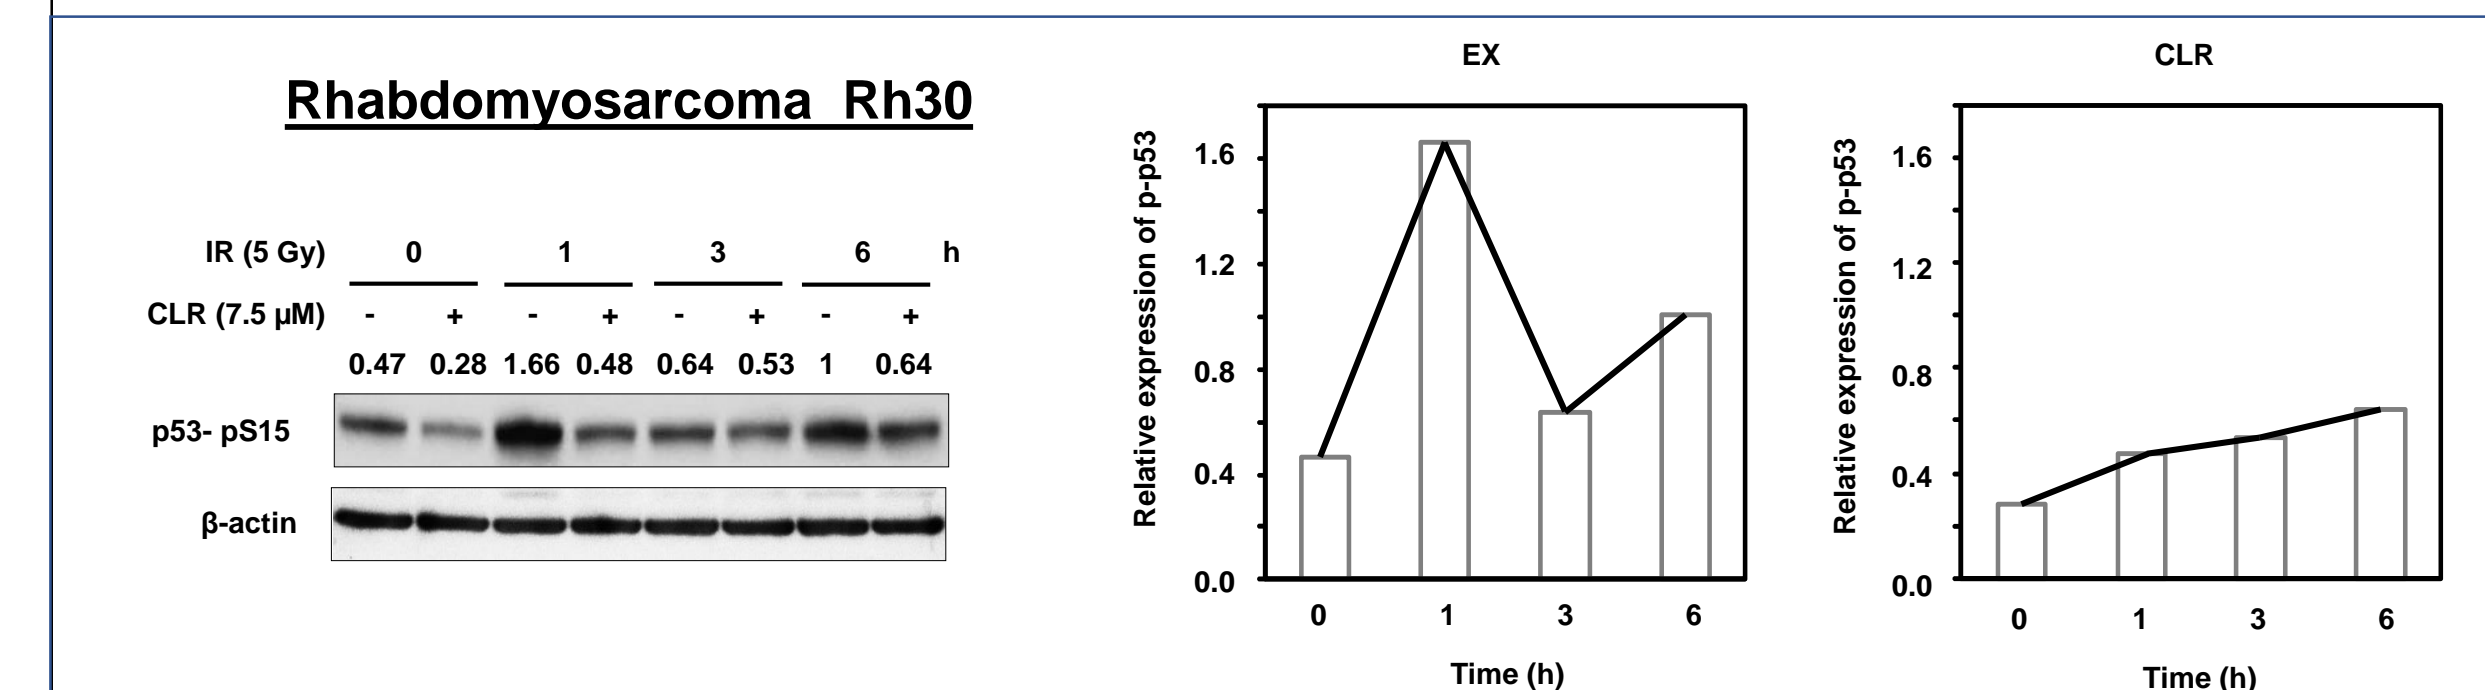 Rhabdomyosarcoma Rh30
IR (5 Gy) 0 1 3 6 h
CLR (7.5 µM) - + - + - + - +
0.47 0.28 1.66 0.48 0.64 0.53 1 0.64
p53- pS15
β-actin
EX
Relative expression of p-p53
1.6
1.2
0.8
0.4
0.0
0 1 3 6
Time (h)
CLR
Relative expression of p-p53
1.6
1.2
0.8
0.4
0.0
0 1 3 6
Time (h)